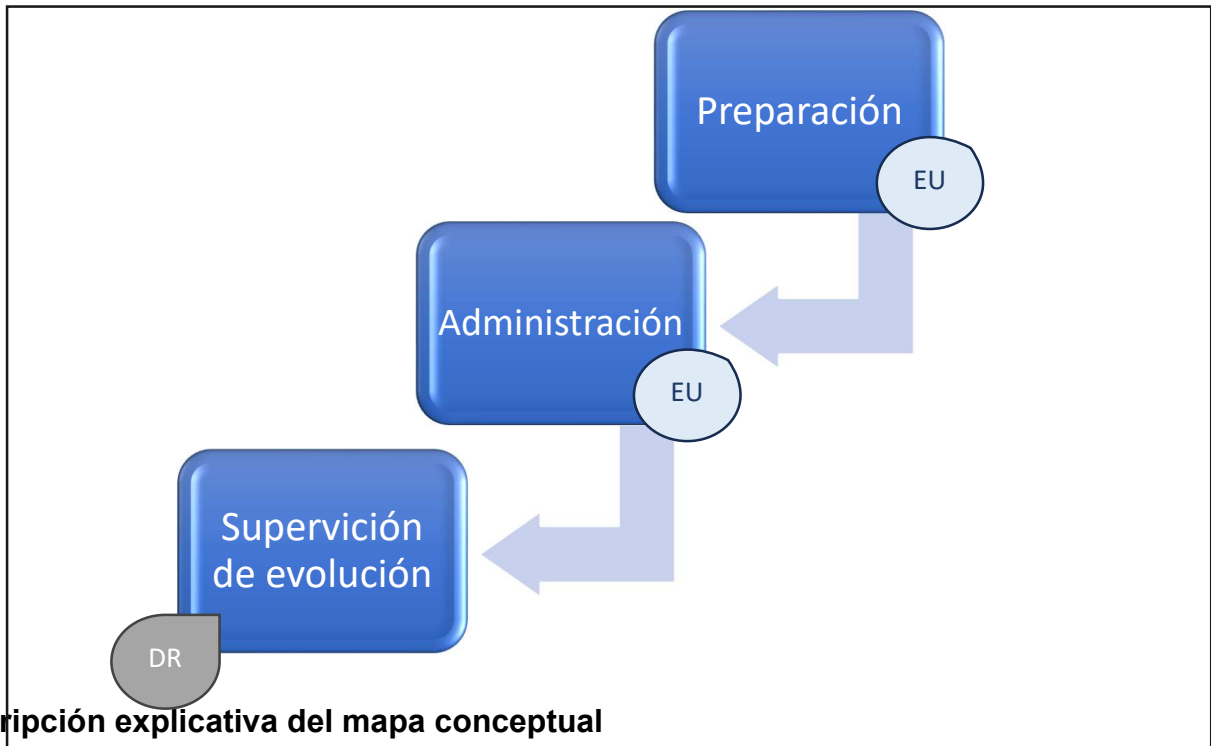 Preparación
EU
Administración
EU
Supervición
de evolución
DR
ripción explicativa del mapa conceptual